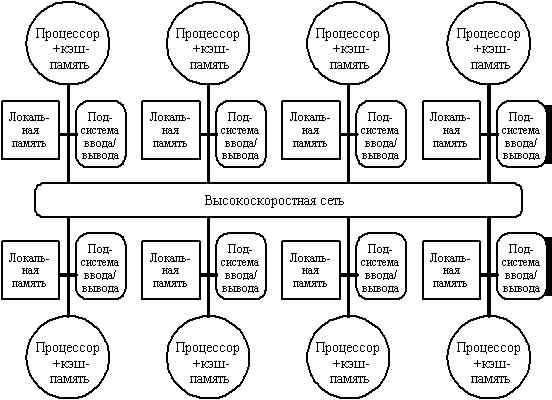 Процессор
+кэш-
память
Процессор
+кэш-
память
Процессор
+кэш-
память
Процессор
+кэш-
память
Локаль-
ная
память
Под-
система
ввода/
вывода
Локаль-
ная
память
Под-
система
ввода/
вывода
Локаль-
ная
память
Под-
система
ввода/
вывода
Локаль-
ная
память
Под-
система
ввода/
вывода
Высокоскоростная сеть
Локаль-
ная
память
Под-
система
ввода/
вывода
Локаль-
ная
память
Под-
система
ввода/
вывода
Локаль-
ная
память
Под-
система
ввода/
вывода
Локаль-
ная
память
Под-
система
ввода/
вывода
Процессор
+кэш-
память
Процессор
+кэш-
память
Процессор
+кэш-
память
Процессор
+кэш-
память